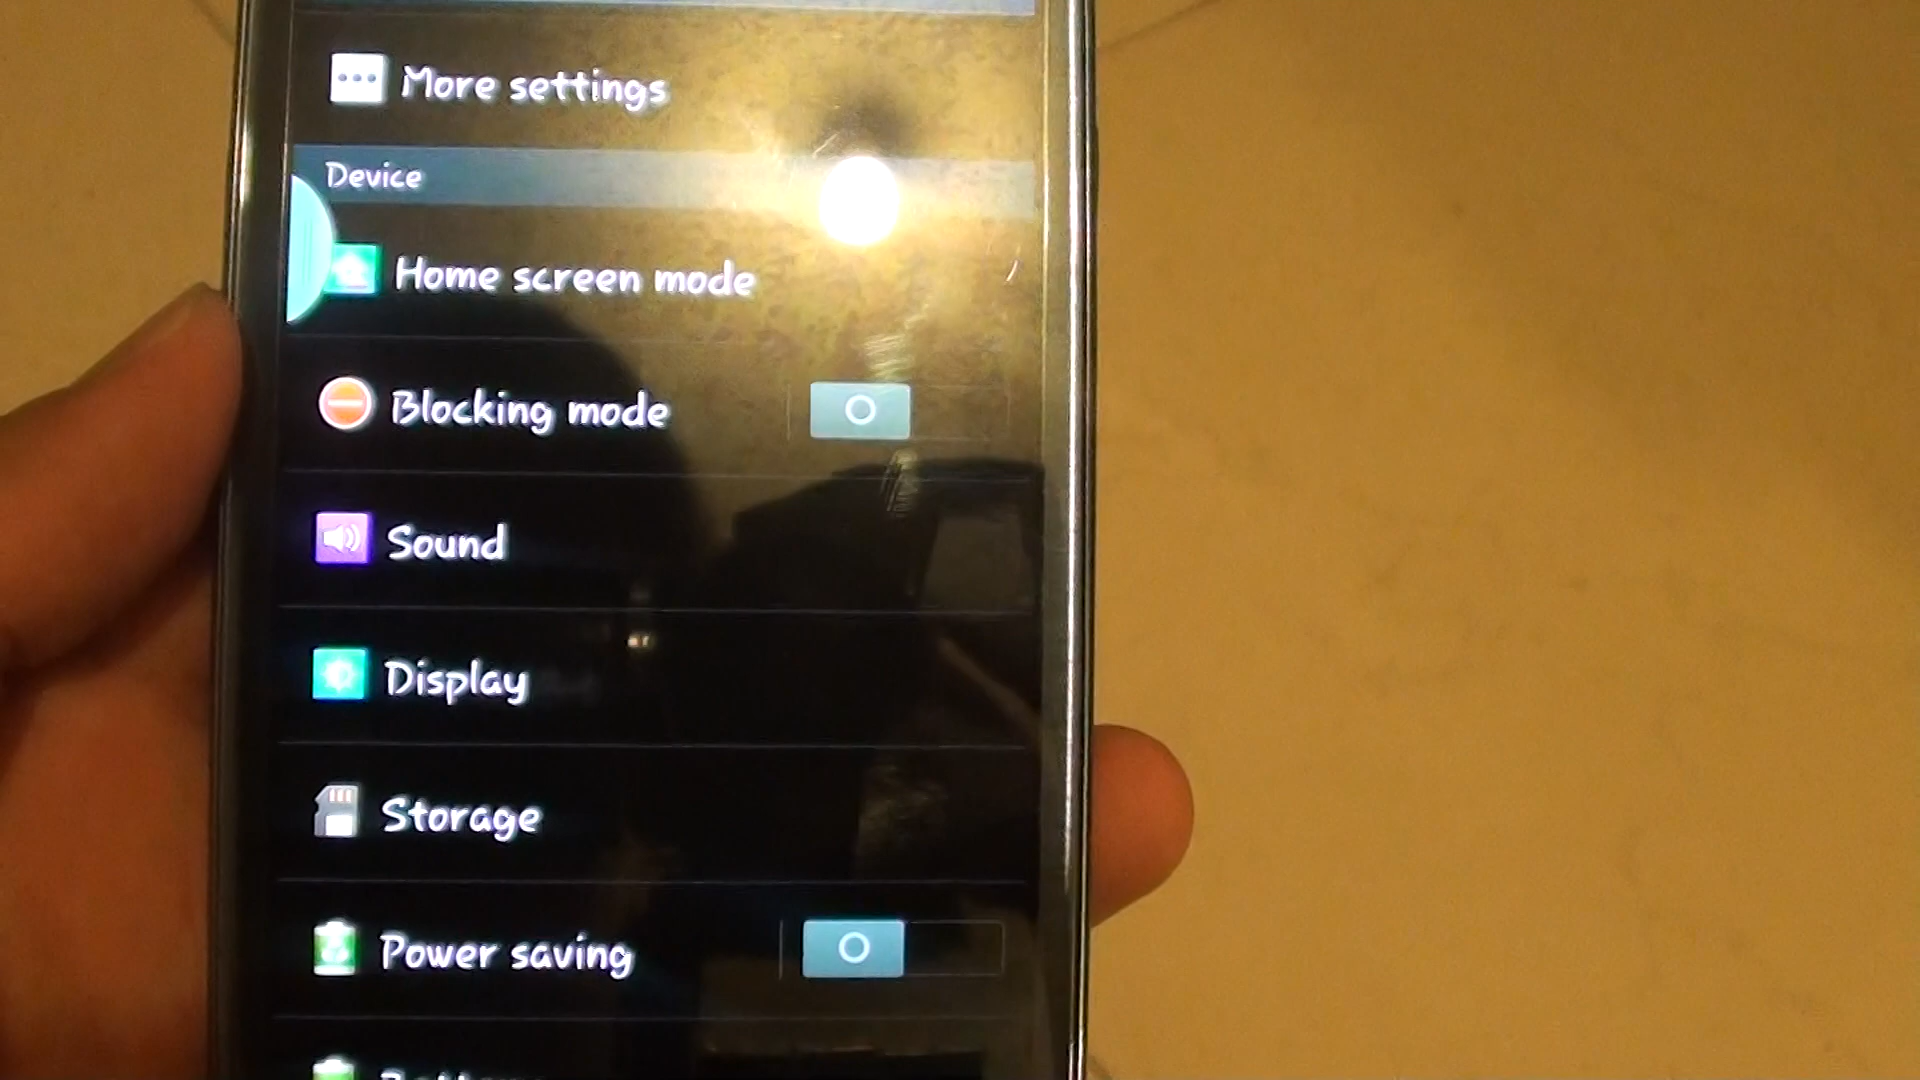 More settings
Device
Home screen mode
Blocking mode
Sound
Display
Storage
Power saving